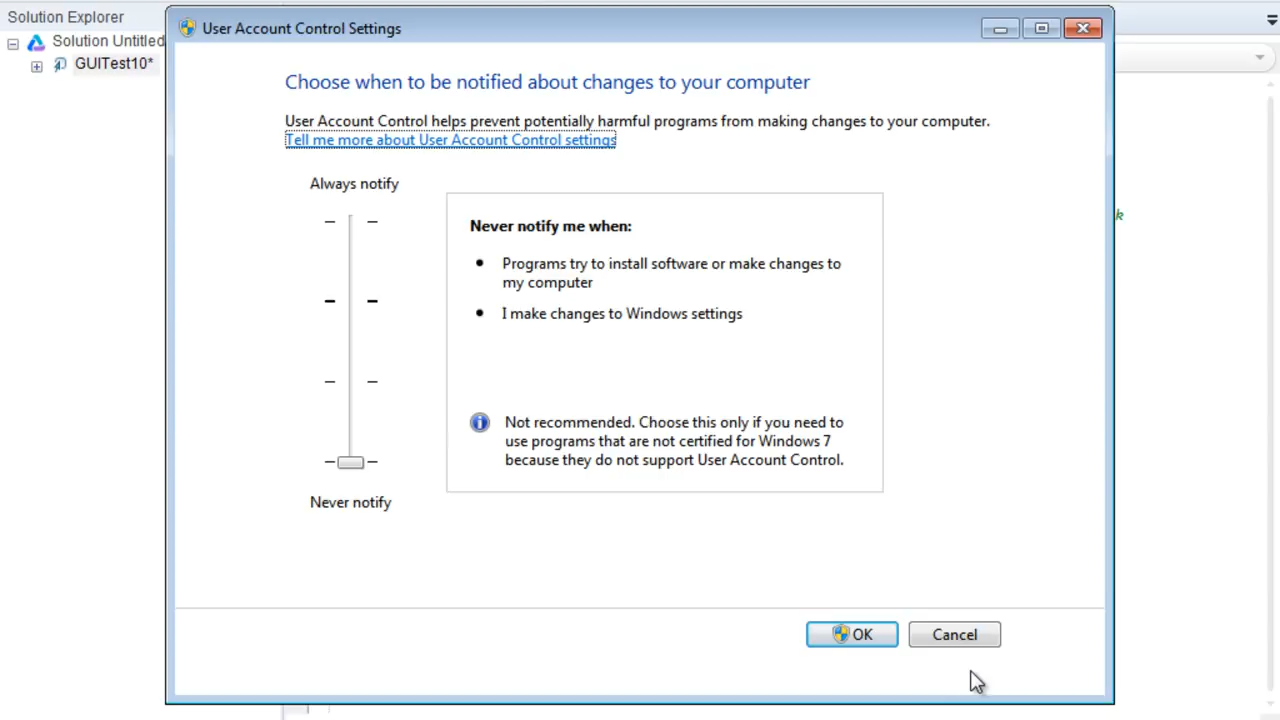 Solution Explorer
Solution Untitled
GUITest10*
User Account Control Settings
Choose when to be notified about changes to your computer
User Account Control helps prevent potentially harmful programs from making changes to your computer.
Tell me more about User Account Control settings
Always notify
Never notify me when:
Programs try to install software or make changes to
my computer
I make changes to Windows settings
Not recommended. Choose this only if you need to
use programs that are not certified for Windows 7
because they do not support User Account Control.
Never notify
OK
Cancel
k